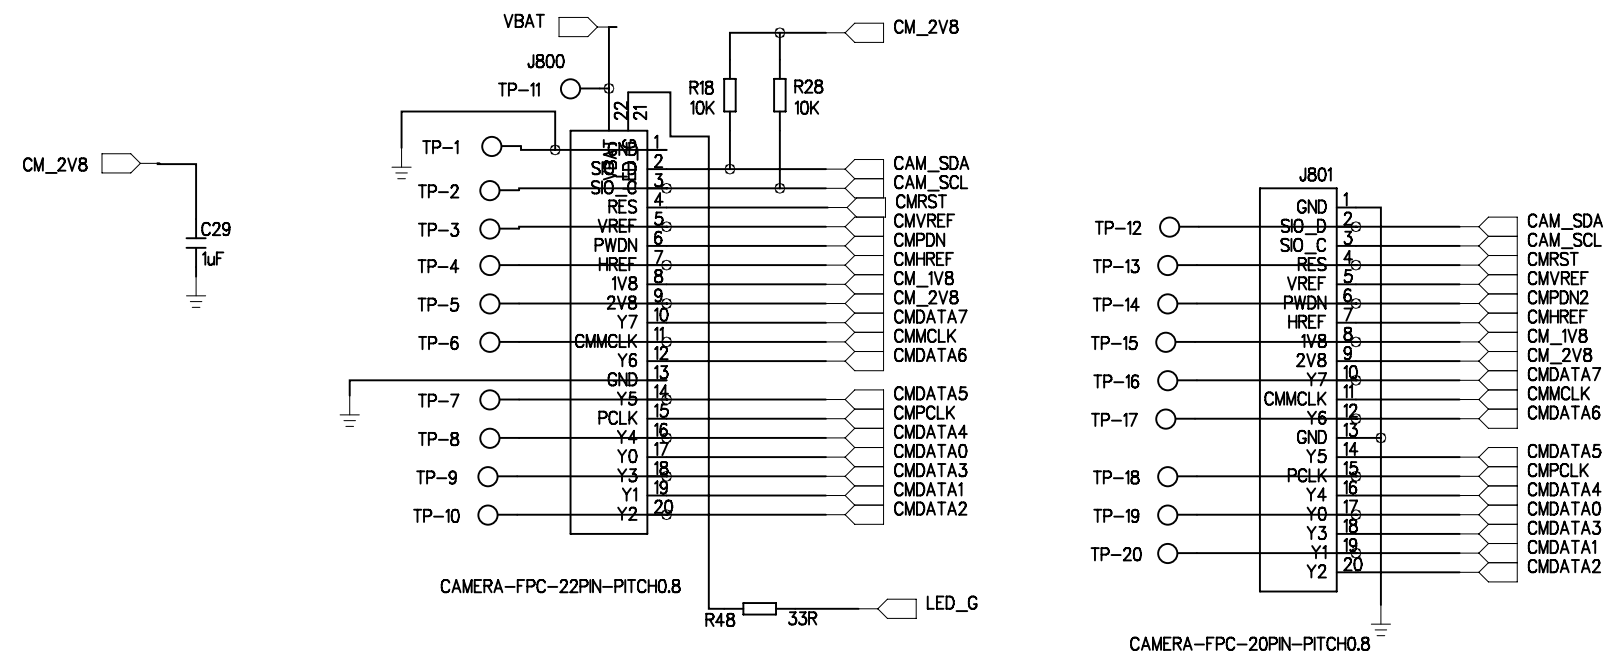 CM_2V8
C29
1uF
VBAT
J800
TP-11
22
21
R18
10K
R28
10K
CM_2V8
TP-1
TP-2
TP-3
TP-4
TP-5
TP-6
TP-7
TP-8
TP-9
TP-10
VBAT
1
2 CAM_SDA
SIO_C 3 CAM_SCL
RES 4 CMRST
VREF 5 CMVREF
PWDN 6 CMPDN
HREF 7 CMHREF
1V8 8 CM_1V8
2V8 9 CM_2V8
Y7 10 CMDATA7
CMMCLK 11 CMMCLK
Y6 12 CMDATA6
GND 13
Y5 14 CMDATA5
PCLK 15 CMPCLK
Y4 16 CMDATA4
Y0 17 CMDATA0
Y3 18 CMDATA3
Y1 19 CMDATA1
Y2 20 CMDATA2
CAMERA-FPC-22PIN-PITCH0.8
R48
33R
LED_G
J801
TP-12
TP-13
TP-14
TP-15
TP-16
TP-17
TP-18
TP-19
TP-20
GND 1
SIO_D 2 CAM_SDA
SIO_C 3 CAM_SCL
RES 4 CMRST
VREF 5 CMVREF
PWDN 6 CMPDN2
HREF 7 CMHREF
1V8 8 CM_1V8
2V8 9 CM_2V8
Y7 10 CMDATA7
CMMCLK 11 CMMCLK
Y6 12 CMDATA6
GND 13
Y5 14 CMDATA5
PCLK 15 CMPCLK
Y4 16 CMDATA4
Y0 17 CMDATA0
Y3 18 CMDATA3
Y1 19 CMDATA1
Y2 20 CMDATA2
CAMERA-FPC-20PIN-PITCH0.8